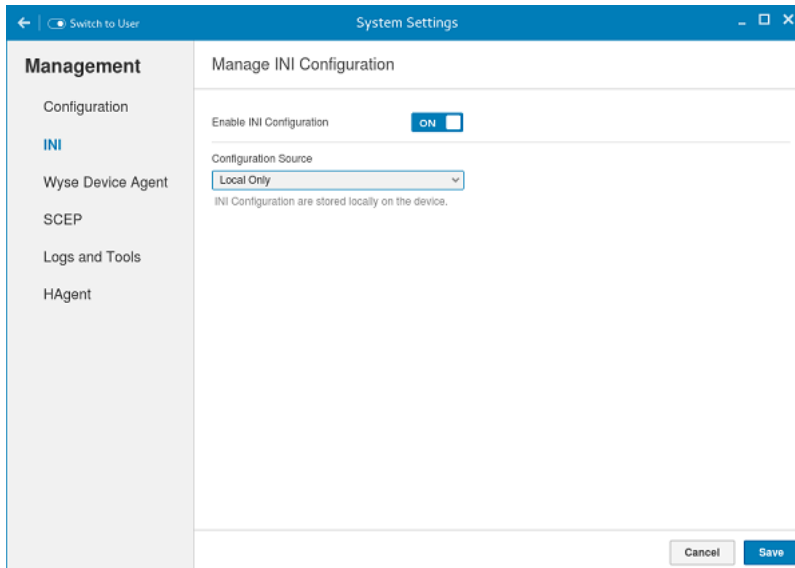 Switch to User
System Settings
Management
Configuration
INI
Wyse Device Agent
SCEP
Logs and Tools
HAgent
Manage INI Configuration
Enable INI Configuration
ON
Configuration Source
Local Only
INI Configuration are stored locally on the device.
Cancel
Save